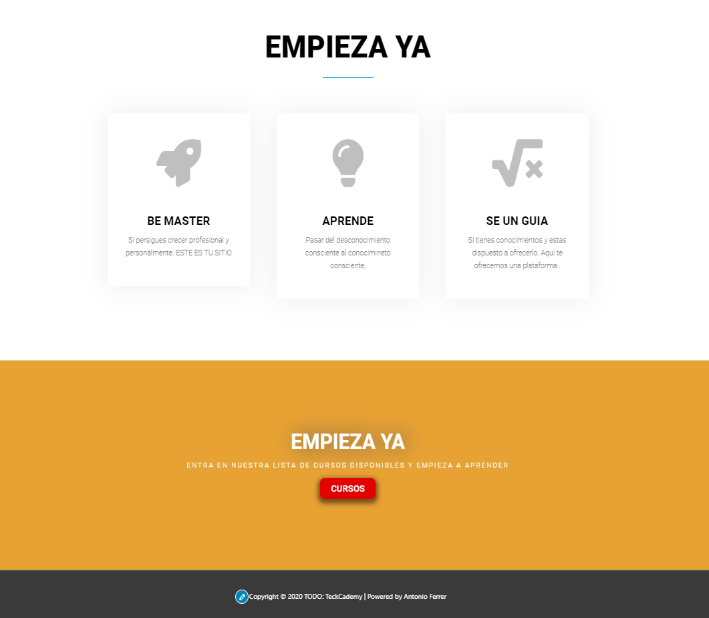 EMPIEZA YA
BE MASTER
Si persigues crecer profesional y
personalmente. ESTE ES TU SITIO
APRENDE
Pasar del desconocimiento
consciente al conocimineto
consciente,
SE UN GUIA
Si tienes conocimientos y estas
dispuesto a ofrecerlo. Aqui te
ofrecemos una plataforma .
EMPIEZA YA
ENTRA EN NUESTRA LISTA DE CURSOS DISPONIBLES Y EMPIEZA A APRENDER
CURSOS
Copyright © 2020 TODO: TeckCademy | Powered by Antonio Ferrer